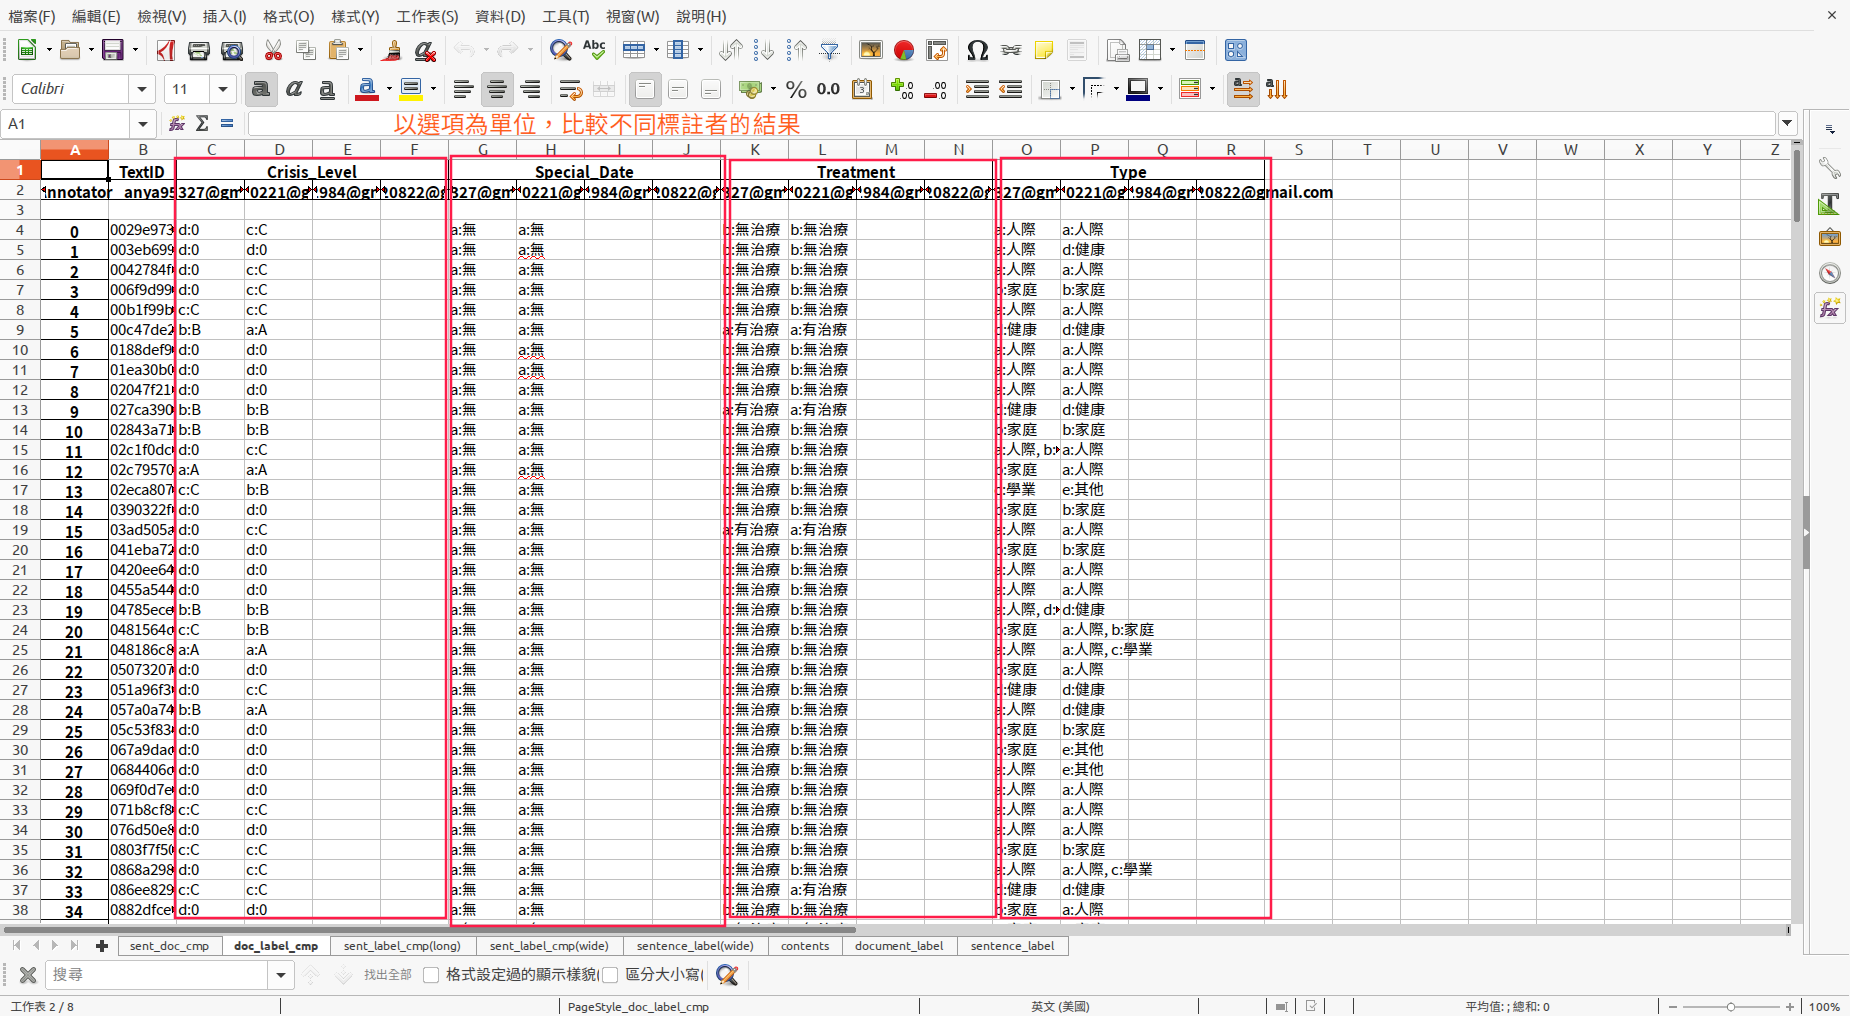 檔案(F) 編輯(E) 檢視(V) 插入(I) 格式(O) 樣式(Y) 工作表(S) 資料(D) 工具(T) 視窗(W) 說明(H)
Calibri 11
A1 以選項為單位，比較不同標註者的結果
A B C D E F G H I J K L M N O P Q R S T U V W X Y Z
1 TextID Crisis_Level Special_Date Treatment Type
2 nnotator anya95 327@gm 0221@g 984@gr 0822@g 327@gm 0221@g 984@gr 0822@g 327@gm 0221@g 984@gr 0822@g 327@gm 0221@g 984@gr 0822@gmail.com
3
4 0 0029e973 d:0 c:C a:無 a:無 b:無治療 b:無治療 a:人際 a:人際
5 1 003eb699 d:0 d:0 a:無 a:無 b:無治療 b:無治療 a:人際 d:健康
6 2 0042784f d:0 c:C a:無 a:無 b:無治療 b:無治療 a:人際 a:人際
7 3 006f9d99 d:0 c:C a:無 a:無 b:無治療 b:無治療 b:家庭 b:家庭
8 4 00b1f99b c:C c:C a:無 a:無 b:無治療 b:無治療 a:人際 a:人際
9 5 00c47de2 b:B a:A a:無 a:無 a:有治療 a:有治療 d:健康 d:健康
10 6 0188def9 d:0 d:0 a:無 a:無 b:無治療 b:無治療 a:人際 a:人際
11 7 01ea30b0 d:0 d:0 a:無 a:無 b:無治療 b:無治療 a:人際 a:人際
12 8 02047f21 d:0 d:0 a:無 a:無 b:無治療 b:無治療 a:人際 a:人際
13 9 027ca390 b:B b:B a:無 a:無 a:有治療 a:有治療 d:健康 d:健康
14 10 02843a71 b:B b:B a:無 a:無 b:無治療 b:無治療 b:家庭 b:家庭
15 11 02c1f0dc d:0 c:C a:無 a:無 b:無治療 b:無治療 a:人際, b: a:人際
16 12 02c79570 a:A a:A a:無 a:無 b:無治療 b:無治療 b:家庭 a:人際
17 13 02eca807 c:C b:B a:無 a:無 b:無治療 b:無治療 c:學業 e:其他
18 14 0390322f d:0 d:0 a:無 a:無 b:無治療 b:無治療 b:家庭 b:家庭
19 15 03ad505a d:0 c:C a:無 a:無 a:有治療 a:有治療 a:人際 a:人際
20 16 041eba72 d:0 d:0 a:無 a:無 b:無治療 b:無治療 b:家庭 b:家庭
21 17 0420ee64 d:0 d:0 a:無 a:無 b:無治療 b:無治療 a:人際 a:人際
22 18 0455a544 d:0 d:0 a:無 a:無 b:無治療 b:無治療 a:人際 a:人際
23 19 04785ece b:B b:B a:無 a:無 b:無治療 b:無治療 a:人際, d: d:健康
24 20 0481564c c:C b:B a:無 a:無 b:無治療 b:無治療 b:家庭 a:人際, b:家庭
25 21 048186c8 a:A a:A a:無 a:無 b:無治療 b:無治療 a:人際 a:人際, c:學業
26 22 05073207 d:0 d:0 a:無 a:無 b:無治療 b:無治療 b:家庭 a:人際
27 23 051a96f3 d:0 c:C a:無 a:無 b:無治療 b:無治療 d:健康 d:健康
28 24 057a0a74 b:B a:A a:無 a:無 b:無治療 b:無治療 a:人際 d:健康
29 25 05c53f83 d:0 d:0 a:無 a:無 b:無治療 b:無治療 b:家庭 b:家庭
30 26 067a9dac d:0 d:0 a:無 a:無 b:無治療 b:無治療 b:家庭 e:其他
31 27 0684406c d:0 d:0 a:無 a:無 b:無治療 b:無治療 a:人際 e:其他
32 28 069f0d7e d:0 d:0 a:無 a:無 b:無治療 b:無治療 a:人際 a:人際
33 29 071b8cf8 c:C c:C a:無 a:無 b:無治療 b:無治療 a:人際 a:人際
34 30 076d50e8 d:0 d:0 a:無 a:無 b:無治療 b:無治療 a:人際 a:人際
35 31 0803f7f50 c:C c:C a:無 a:無 b:無治療 b:無治療 b:家庭 b:家庭
36 32 0868a298 d:0 c:C a:無 a:無 b:無治療 b:無治療 a:人際 a:人際, c:學業
37 33 086ee829 c:C c:C a:無 a:無 b:無治療 a:有治療 d:健康 d:健康
38 34 0882dfce d:0 d:0 a:無 a:無 b:無治療 b:無治療 b:家庭 a:人際
sent_doc_cmp doc_label_cmp sent_label_cmp(long) sent_label_cmp(wide) sentence_label(wide) contents document_label sentence_label
搜尋 找出全部 格式設定過的顯示樣貌( 區分大小寫(
工作表 2 / 8 PageStyle_doc_label_cmp 英文 (美國) 平均值: ; 總和: 0 100%